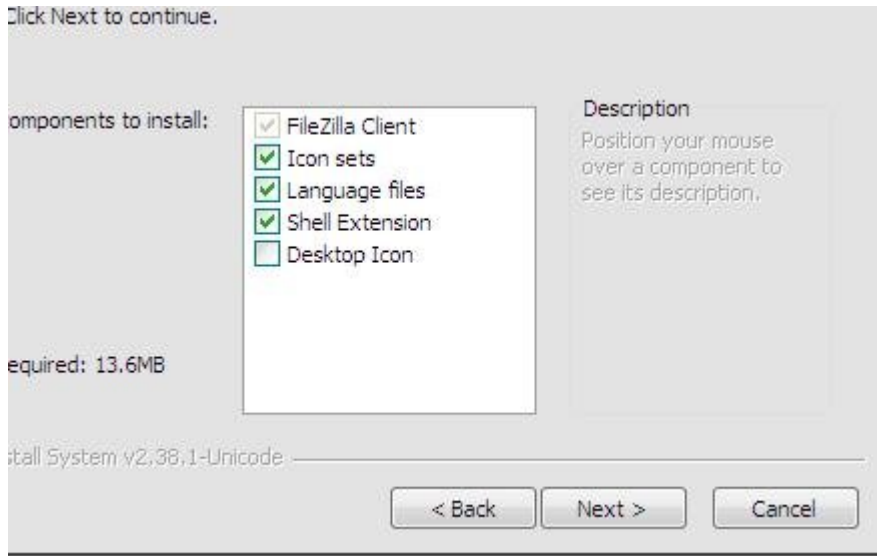 Click Next to continue.
omponents to install:
FileZilla Client
Icon sets
Language files
Shell Extension
Desktop Icon
Description
Position your mouse
over a component to
see its description.
equired: 13.6MB
stall System v2.38.1-Unicode
< Back
Next >
Cancel